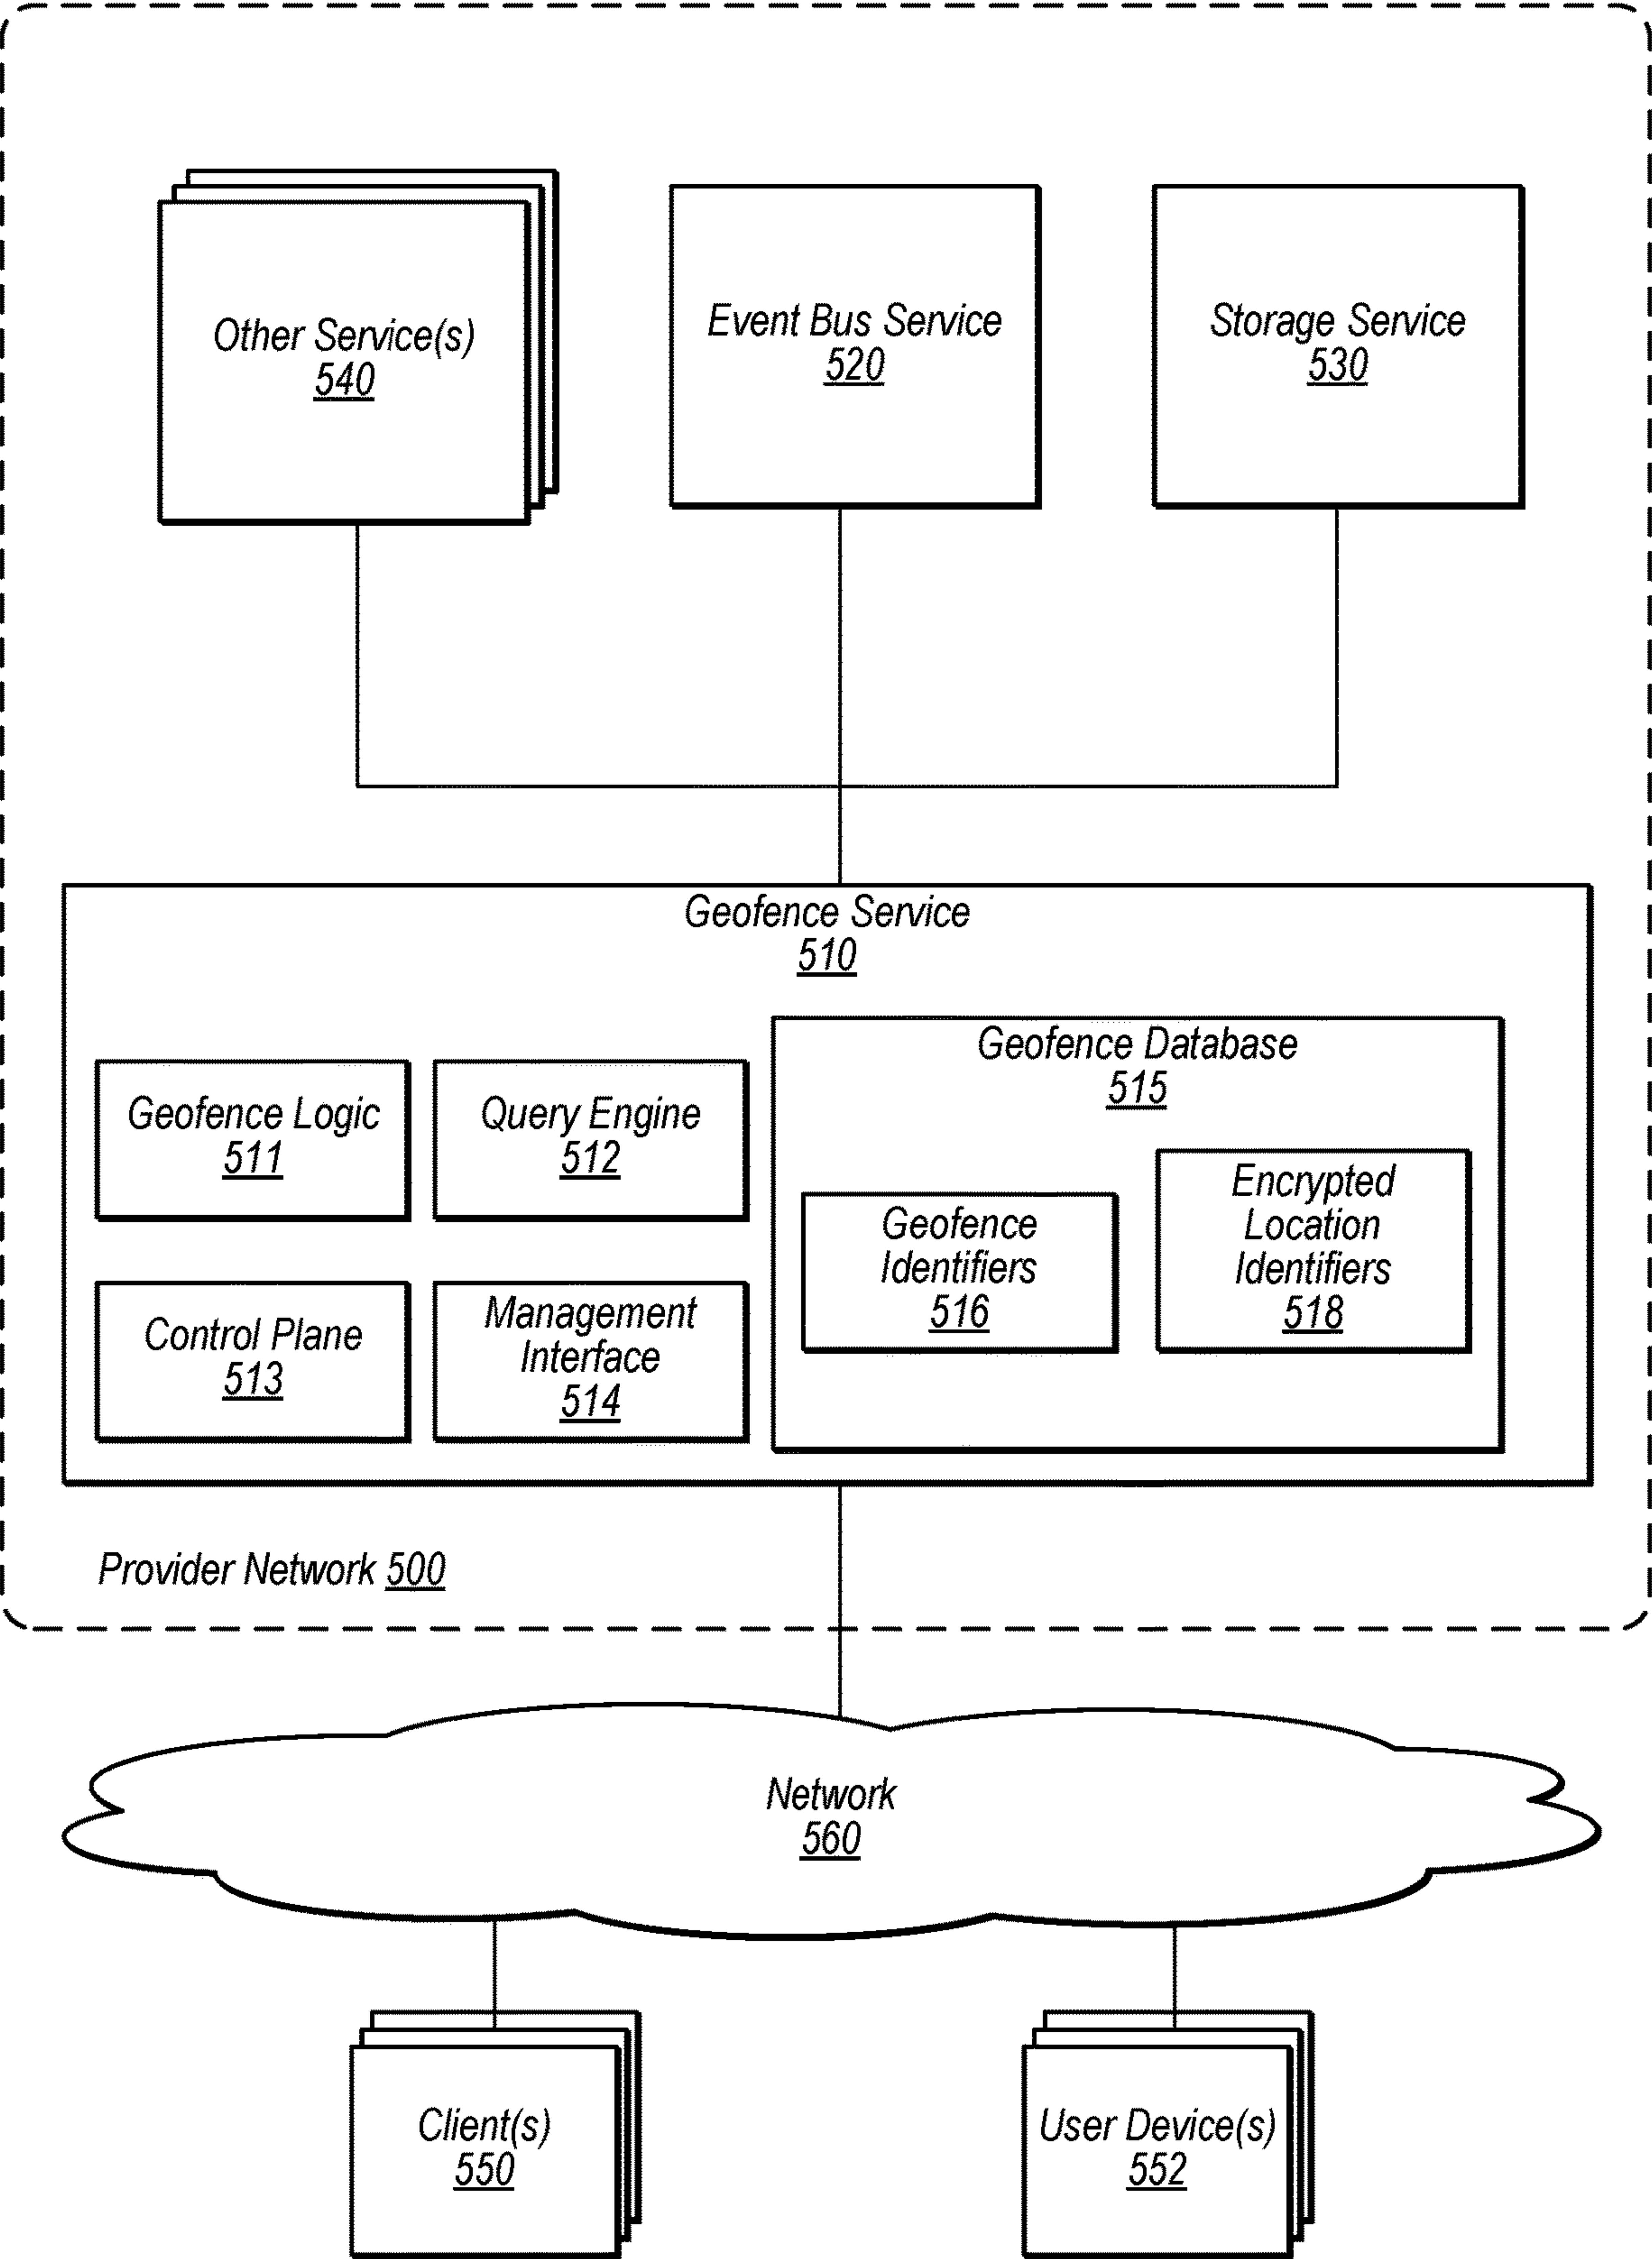 Other Service(s)
540
Event Bus Service
520
Storage Service
530
Geofence Service
510
Geofence Logic
511
Query Engine
512
Control Plane
513
Management
Interface
514
Geofence Database
515
Geofence
Identifiers
516
Encrypted
Location
Identifiers
518
Provider Network 500
Network
560
Client(s)
550
User Device(s)
552